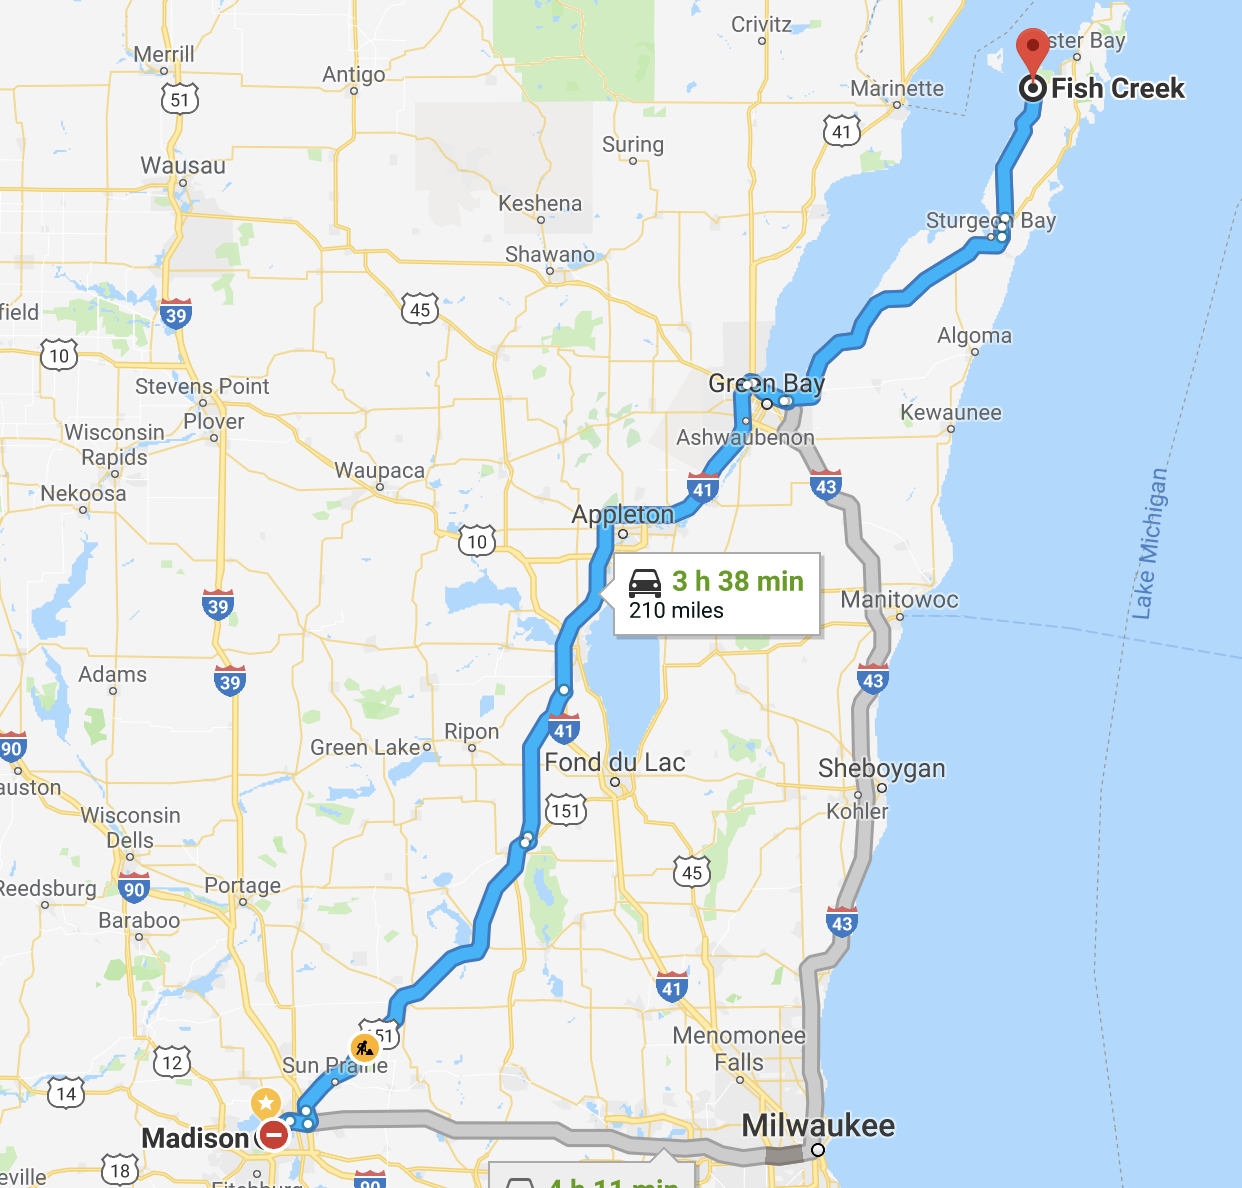 Crivitz
Merrill
ster Bay
Antigo
51
Marinette
Fish Creek
41
Suring
Wausau
Keshena
Sturgeon Bay
Shawano
45
39
field
10
Algoma
Stevens Point
Green Bay
Plover
Kewaunee
Wisconsin
Rapids
Ashwaubenon
Waupaca
Nekoosa
41
43
Appleton
10
Lake Michigan
3 h 38 min
210 miles
39
Manitowoc
Adams
39
43
41
Ripon
90
Green Lake
Fond du Lac
Sheboygan
auston
151
Kohler
Wisconsin
Dells
45
Reedsburg
90
Portage
Baraboo
43
41
151
Menomonee
Falls
12
Sun Prairie
14
Milwaukee
Madison
18
eville
Fitchburg
90
4 h 11 min